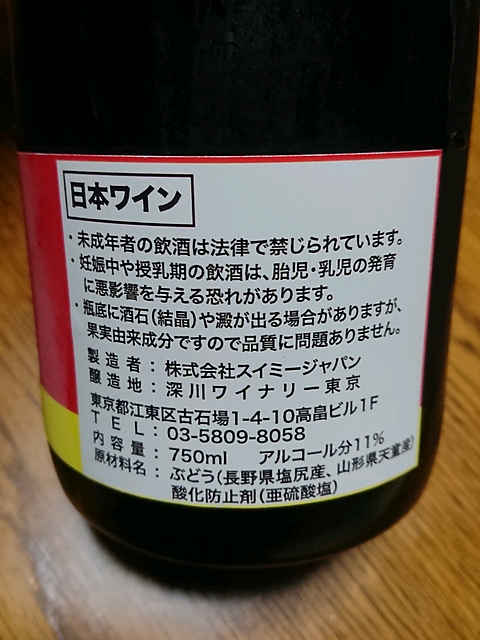 日本ワイン
・未成年者の飲酒は法律で禁じられています。
・妊娠中や授乳期の飲酒は、胎児・乳児の発育
に悪影響を与える恐れがあります。
・瓶底に酒石(結晶)や澱が出る場合がありますが、
果実由来成分ですので品質に問題ありません。
製造者:株式会社スイミージャパン
醸造地:深川ワイナリー東京
東京都江東区古石場1-4-10高畠ビル1F
TEL:03-5809-8058
内容量:750ml アルコール分11%
原材料名:ぶどう(長野県塩尻産、山形県天童産)
酸化防止剤(亜硫酸塩)